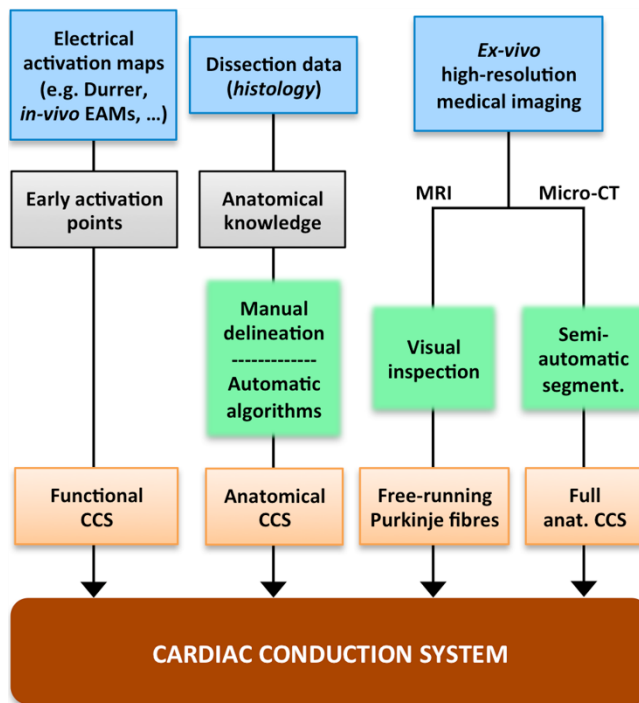 Electrical
activation maps
(e.g. Durrer,
in-vivo EAMs, ...)
Dissection data
(histology)
Ex-vivo
high-resolution
medical imaging
Early activation
points
Anatomical
knowledge
MRI
Micro-CT
Manual
delineation
-------------
Automatic
algorithms
Visual
inspection
Semi-
automatic
segment.
Functional
CCS
Anatomical
CCS
Free-running
Purkinje fibres
Full
anat. CCS
CARDIAC CONDUCTION SYSTEM